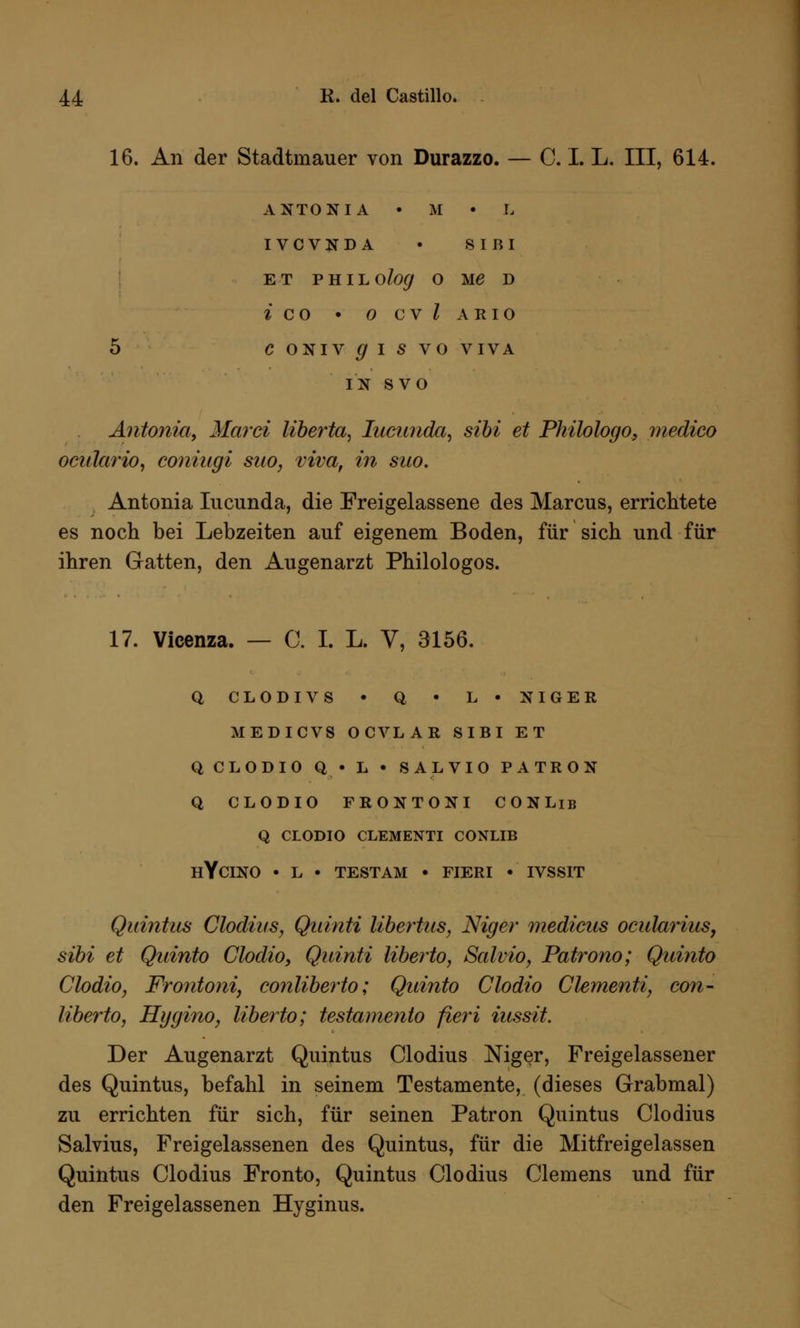 44 R. del Castillo.
16. An der Stadtmauer von Durazzo. — C. I. L. III, 614.
ANTONIA • M • L
IVCVNDA • SIBI
ET PHILOlog O Me D
i CO • o CV l ARIO
5 c ONIV g I s VO VIVA
IN SVO
Antonia, Marci liberta, Iucunda, sibi et Philologo, medico
oculario, coniugi suo, viva, in suo.
Antonia Iucunda, die Freigelassene des Marcus, errichtete
es noch bei Lebzeiten auf eigenem Boden, für sich und für
ihren Gatten, den Augenarzt Philologos.
17. Vicenza. — C. I. L. V, 3156.
Q CLODIVS • Q • L • NIGER
MEDICVS OCVLAR SIBI ET
Q CLODIO Q • L • SALVIO PATRON
Q CLODIO FRONTONI CONLIB
Q CLODIO CLEMENTI CONLIB
HYCINO • L • TESTAM • FIERI • IVSSIT
Quintus Clodius, Quinti libertus, Niger medicus ocularius,
sibi et Quinto Clodio, Quinti liberto, Salvio, Patrono; Quinto
Clodio, Frontoni, conliberto; Quinto Clodio Clementi, con-
liberto, Hygino, liberto; testamento fieri iussit.
Der Augenarzt Quintus Clodius Niger, Freigelassener
des Quintus, befahl in seinem Testamente, (dieses Grabmal)
zu errichten für sich, für seinen Patron Quintus Clodius
Salvius, Freigelassenen des Quintus, für die Mitfreigelassen
Quintus Clodius Fronto, Quintus Clodius Clemens und für
den Freigelassenen Hyginus.